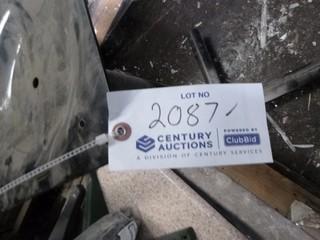 LOT NO
2087
CENTURY AUCTIONS
POWERED BY
ClubBid
A DIVISION OF CENTURY SERVICES